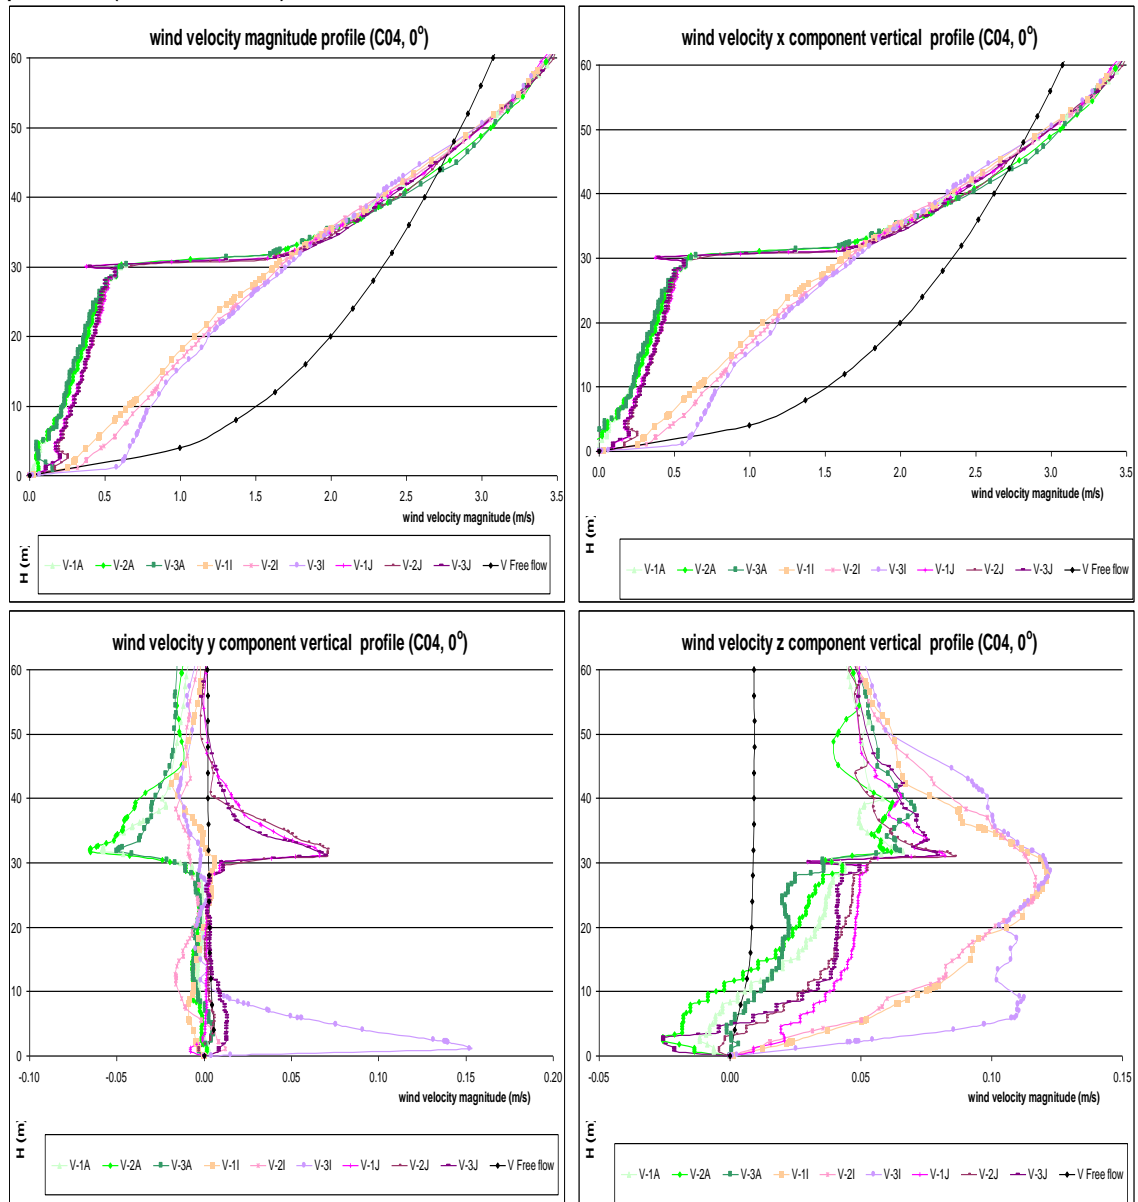 wind velocity magnitude profile (C04, 0°)
60
50
40
30
20
10
0
0.0 0.5 1.0 1.5 2.0 2.5 3.0 3.5
wind velocity magnitude (m/s)
H (m)
V-1A V-2A V-3A V-1I V-2I V-3I V-1J V-2J V-3J V Free flow
wind velocity x component vertical profile (C04, 0°)
60
50
40
30
20
10
0
0.0 0.5 1.0 1.5 2.0 2.5 3.0 3.5
wind velocity magnitude (m/s)
H (m)
V-1A V-2A V-3A V-1I V-2I V-3I V-1J V-2J V-3J V Free flow
wind velocity y component vertical profile (C04, 0°)
60
50
40
30
20
10
0
-0.10 -0.05 0.00 0.05 0.10 0.15 0.20
wind velocity magnitude (m/s)
H (m)
V-1A V-2A V-3A V-1I V-2I V-3I V-1J V-2J V-3J V Free flow
wind velocity z component vertical profile (C04, 0°)
60
50
40
30
20
10
0
-0.05 0.00 0.05 0.10 0.15
wind velocity magnitude (m/s)
H (m)
V-1A V-2A V-3A V-1I V-2I V-3I V-1J V-2J V-3J V Free flow